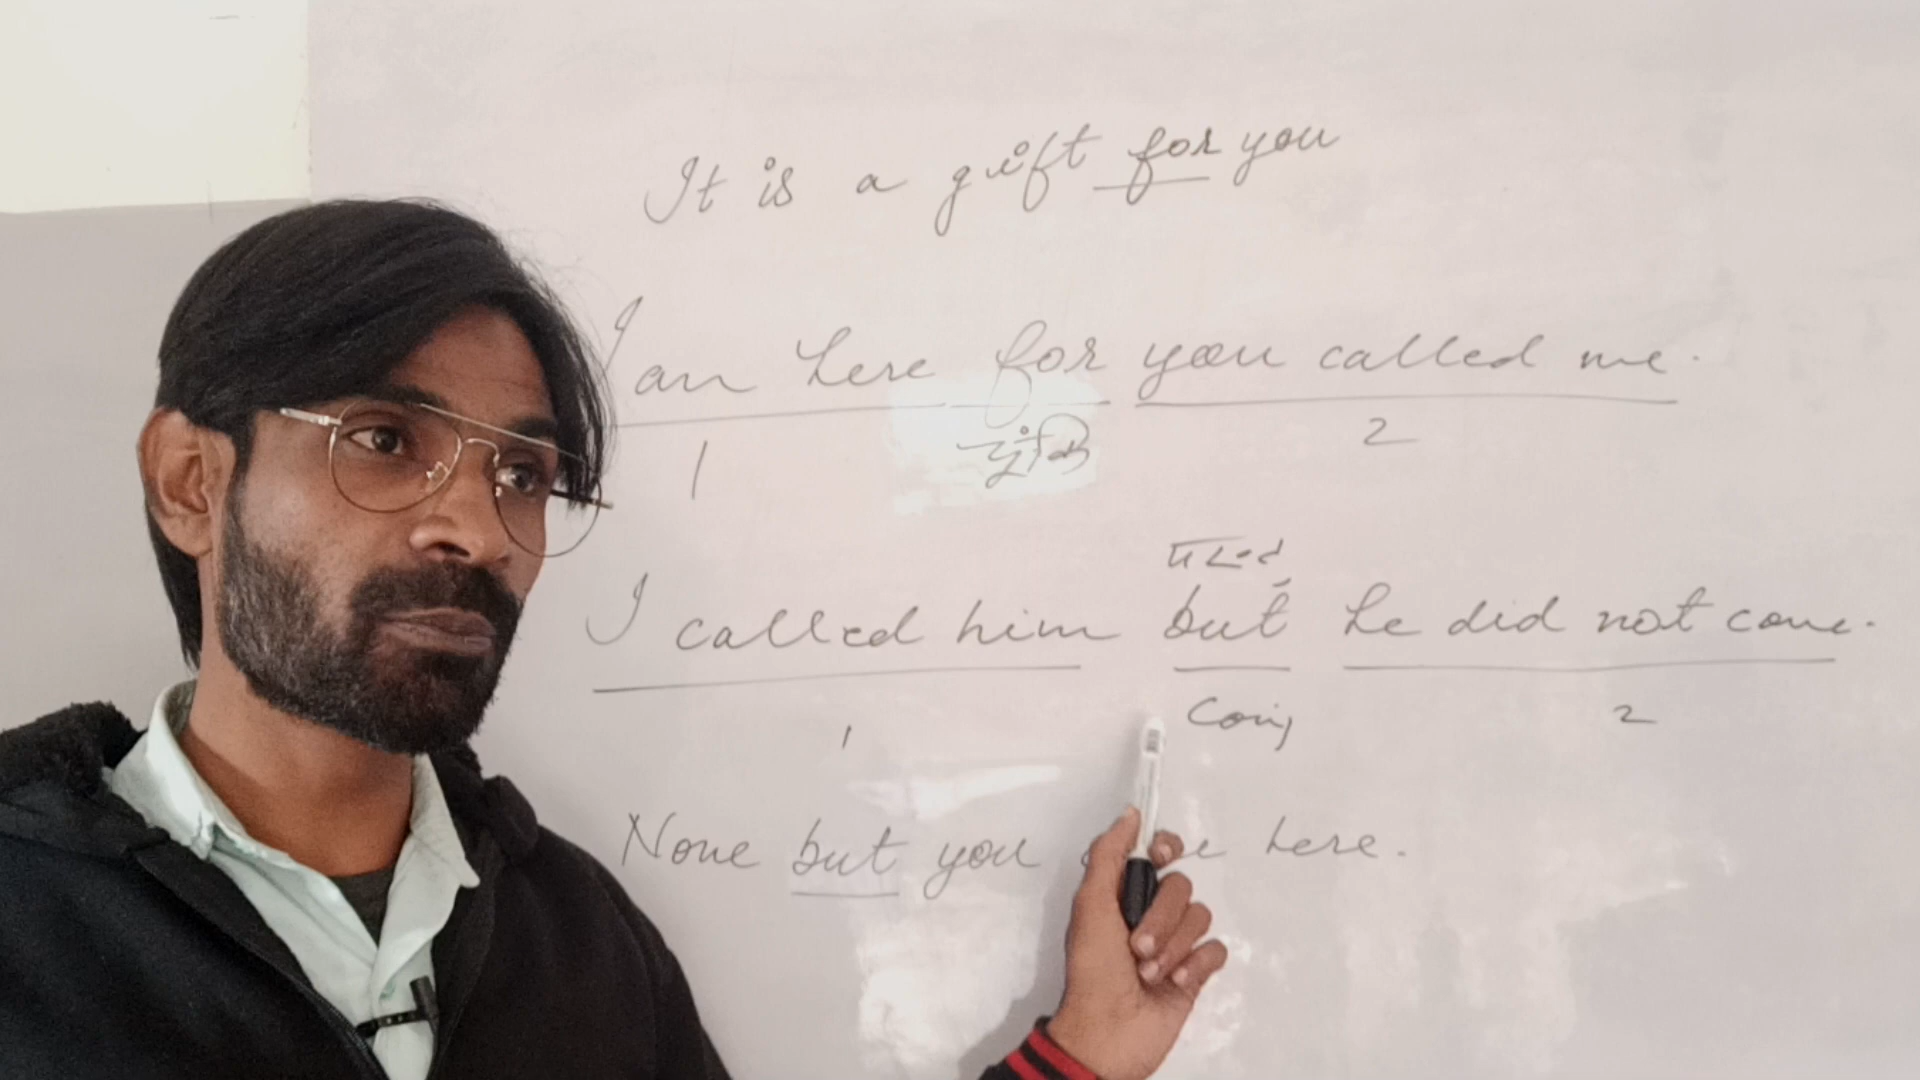 It is a gift for you
I am here for you called me.
1 चूंकि 2
परन्तु
I called him but he did not come.
1 Conj 2
None but you here.